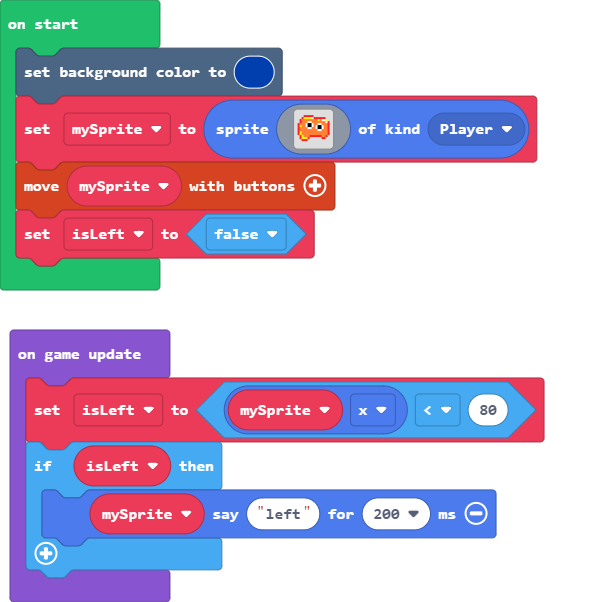 on start
set background color to
set mySprite to sprite of kind Player
move mySprite with buttons
set isLeft to false
on game update
set isLeft to mySprite x < 80
if isLeft then
mySprite say "left" for 200 ms